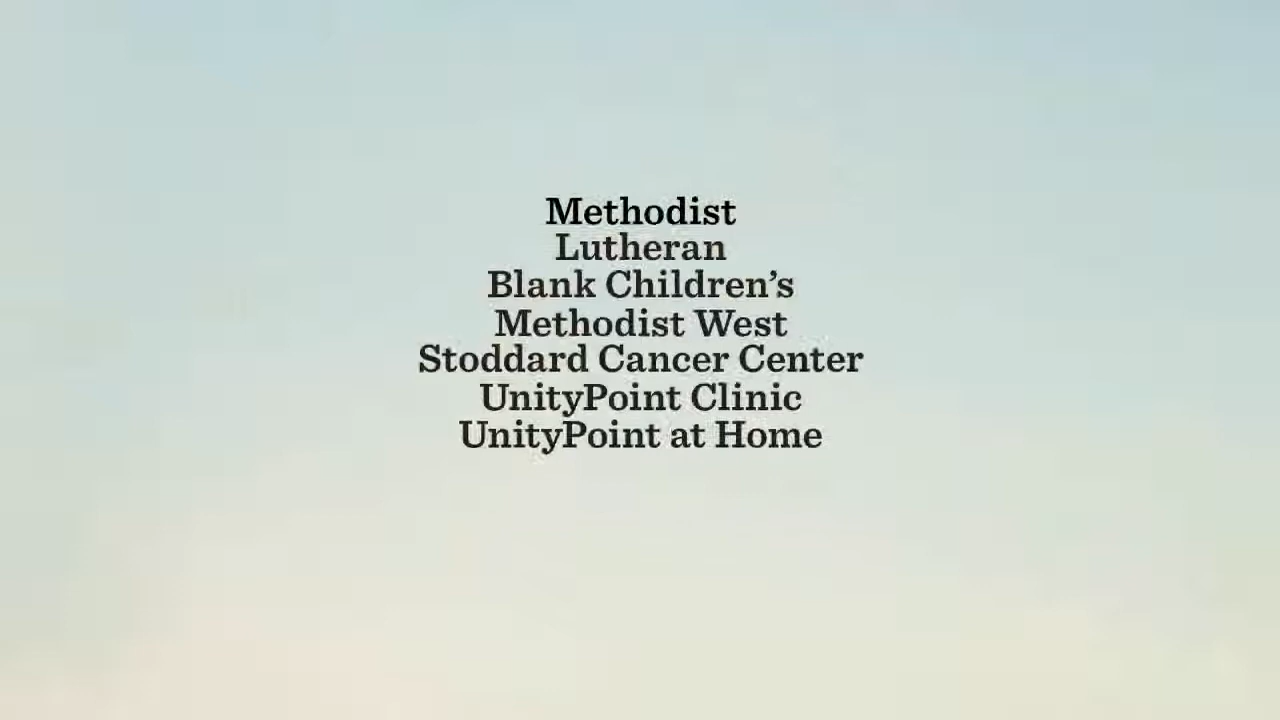 Methodist
Lutheran
Blank Children’s
Methodist West
Stoddard Cancer Center
UnityPoint Clinic
UnityPoint at Home